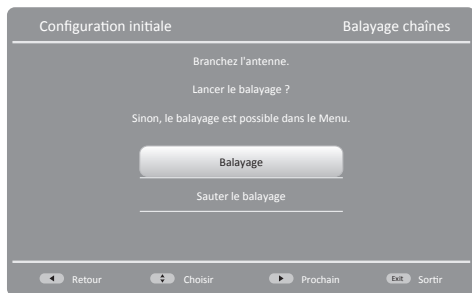 Configuration initiale
Balayage chaînes
Branchez l'antenne.
Lancer le balayage ?
Sinon, le balayage est possible dans le Menu.
Balayage
Sauter le balayage
Retour
Choisir
Prochain
Exit Sortir